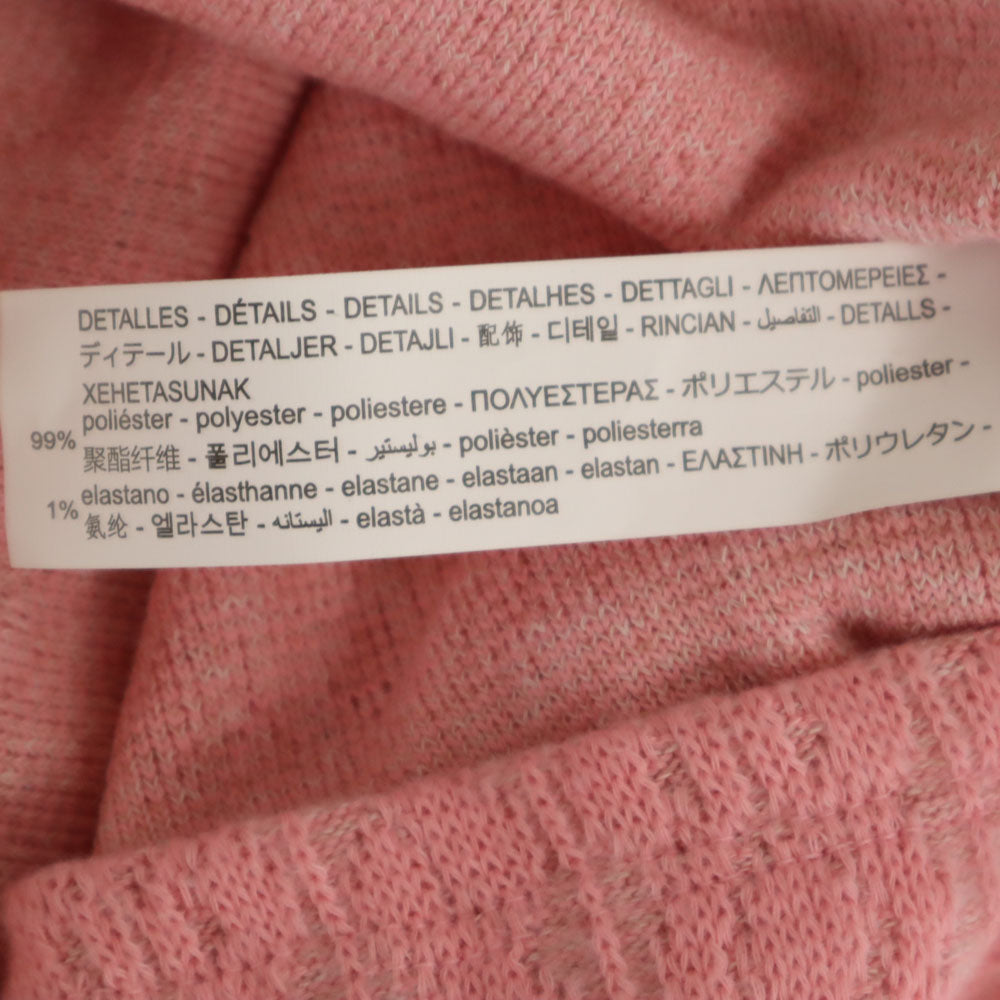 DETALLES - DÉTAILS - DETAILS - DETALHES - DETTAGLI - ΛΕΠΤΟΜΕΡΕΙΕΣ -
ディテール - DETALJER - DETAJLI - 配饰 - 디테일 - RINCIAN - التفاصيل - DETALLS -
XEHETASUNAK
99% poliéster - polyester - poliestere - ΠΟΛΥΕΣΤΕΡΑΣ - ポリエステル - poliester -
聚酯纤维 - 폴리에스터 - بوليستير - polièster - poliesterra
1% elastano - élasthanne - elastane - elastaan - elastan - ΕΛΑΣΤΙΝΗ - ポリウレタン -
氨纶 - 엘라스탄 - اليستانه - elastà - elastanoa